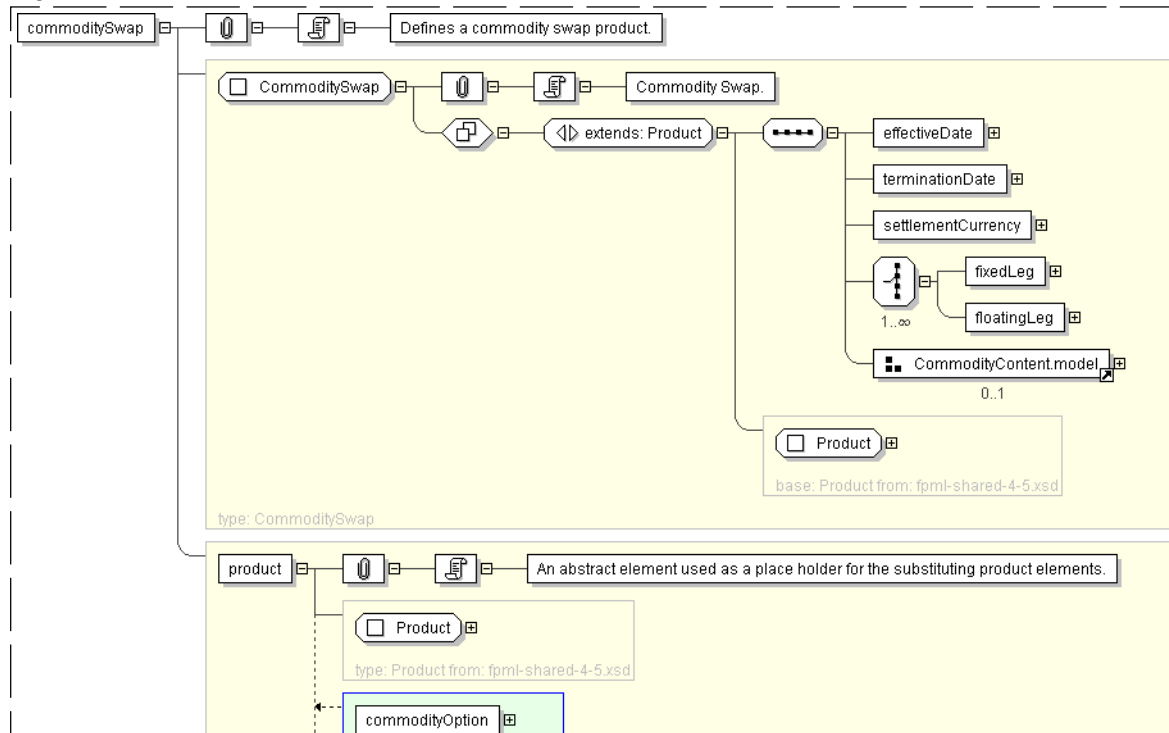 commoditySwap
Defines a commodity swap product.
CommoditySwap
Commodity Swap.
extends: Product
effectiveDate
terminationDate
settlementCurrency
fixedLeg
floatingLeg
1..∞
CommodityContent.model
0..1
Product
base: Product from: fpml-shared-4-5.xsd
type: CommoditySwap
product
An abstract element used as a place holder for the substituting product elements.
Product
type: Product from: fpml-shared-4-5.xsd
commodityOption